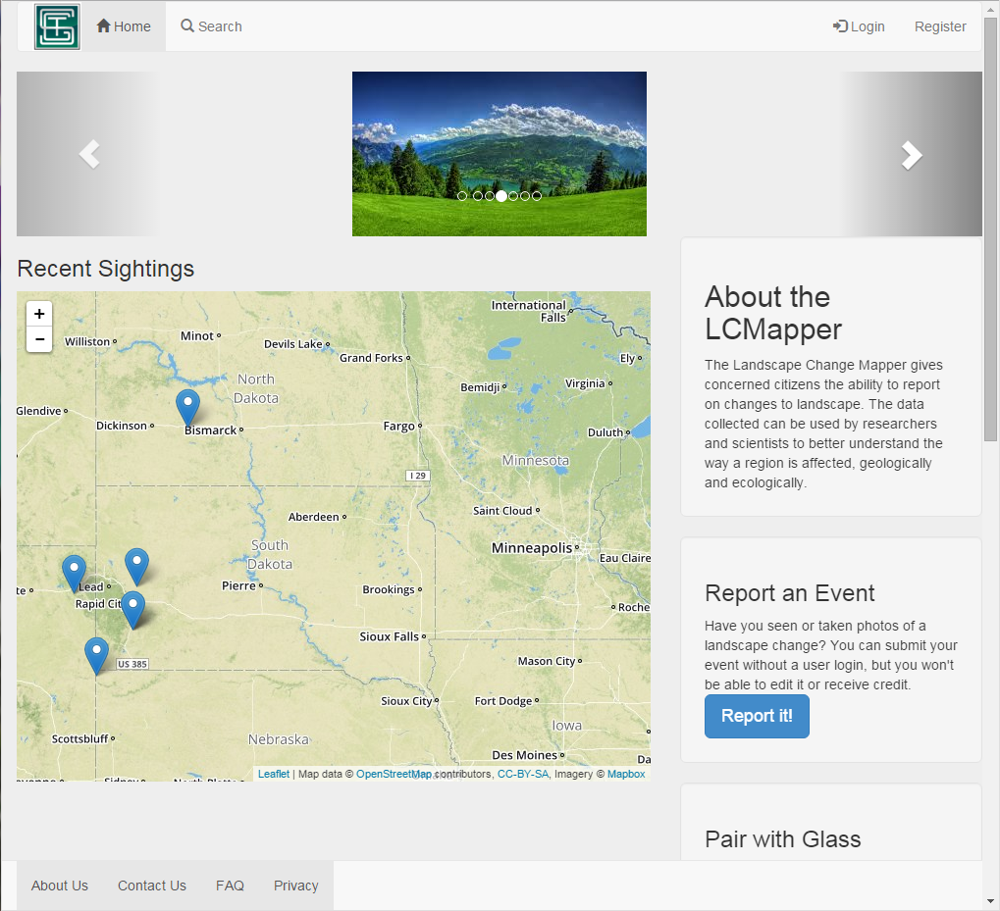 Home
Search
Login
Register
Recent Sightings
+
-
International
Falls
Williston
Minot
Devils Lake
Grand Forks
Ely
North
Dakota
Bemidji
Virginia
Glendive
Dickinson
Bismarck
Fargo
Duluth
Minnesota
I 29
Aberdeen
Saint Cloud
South
Dakota
Minneapolis
Eau Claire
Lead
Pierre
Brookings
te
Rapid Cit
Roche
Sioux Falls
US 385
Mason City
Sioux City
Fort Dodge
Scottsbluff
Nebraska
Iowa
Des Moines
Da
Leaflet | Map data © OpenStreetMap contributors, CC-BY-SA, Imagery © Mapbox
About the
LCMapper
The Landscape Change Mapper gives
concerned citizens the ability to report
on changes to landscape. The data
collected can be used by researchers
and scientists to better understand the
way a region is affected, geologically
and ecologically.
Report an Event
Have you seen or taken photos of a
landscape change? You can submit your
event without a user login, but you won't
be able to edit it or receive credit.
Report it!
Pair with Glass
About Us
Contact Us
FAQ
Privacy